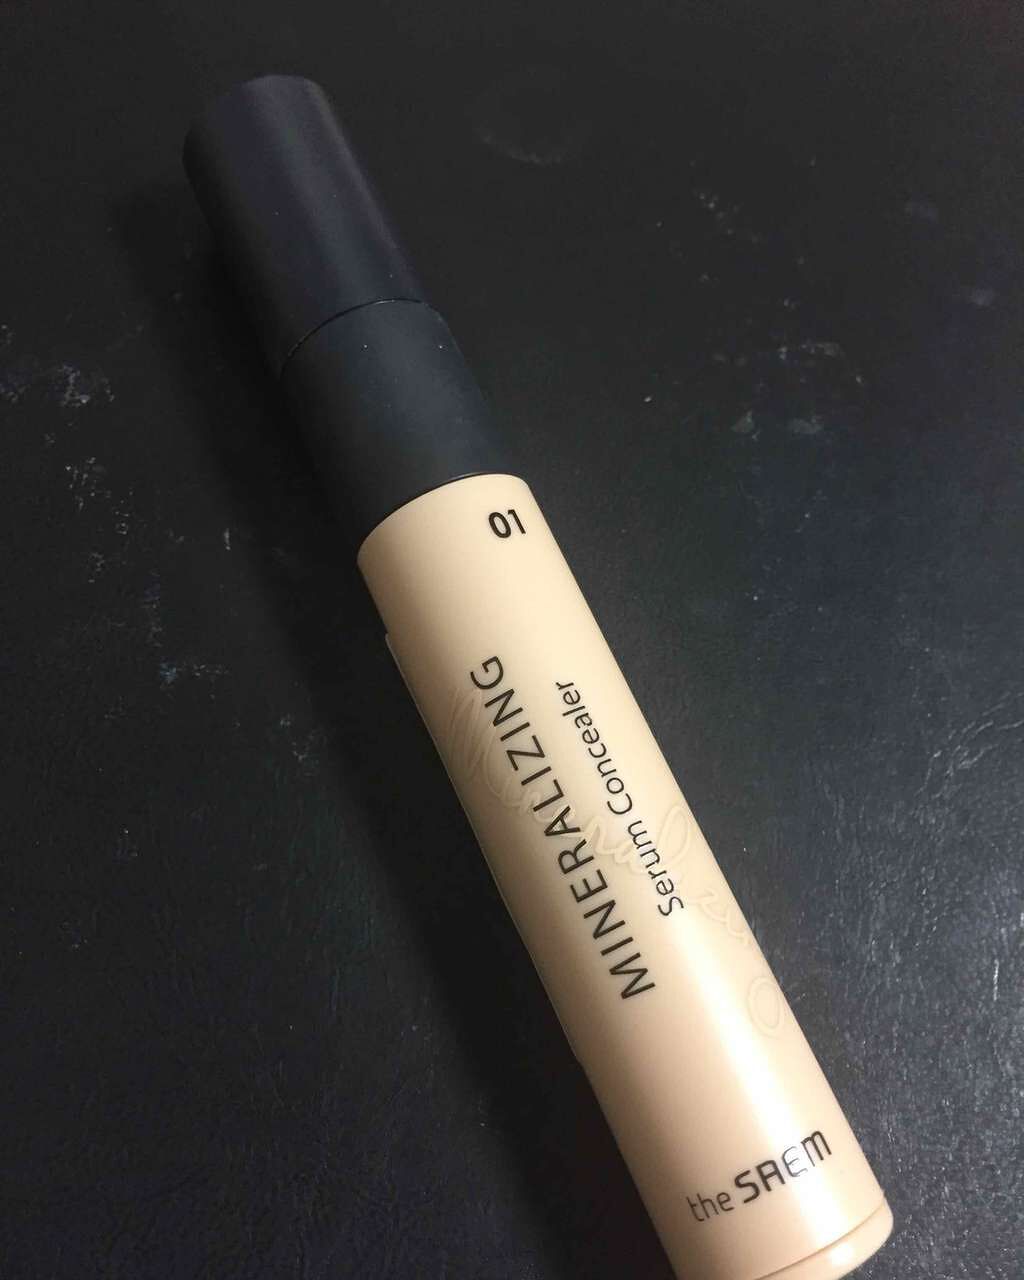 01
MINERALIZING
Serum Concealer
the SAEM